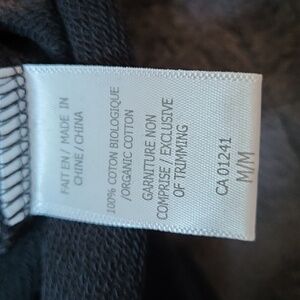 FAIT EN / MADE IN
CHINE / CHINA
100% COTON BIOLOGIQUE
/ORGANIC COTTON
GARNITURE NON
COMPRISE / EXCLUSIVE
OF TRIMMING
CA 01241
M/M